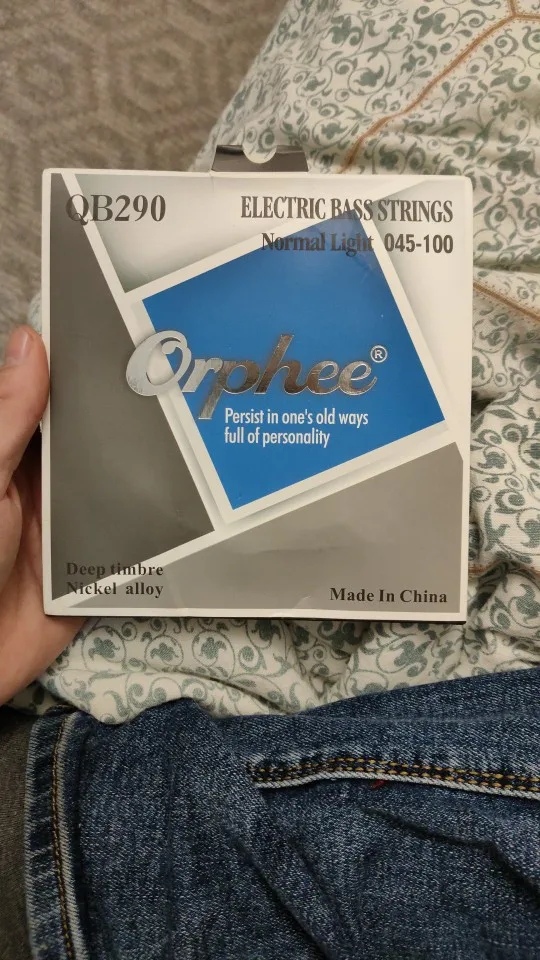 QB290
ELECTRIC BASS STRINGS
Normal Light 045-100
Orphee®
Persist in one's old ways
full of personality
Deep timbre
Nickel alloy
Made In China